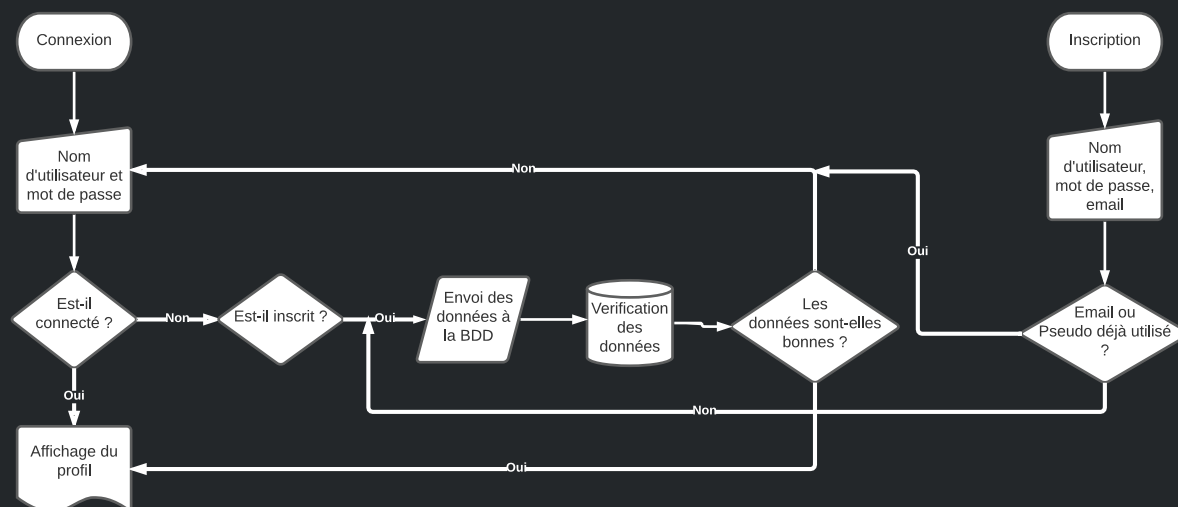 Connexion
Inscription
Nom
d'utilisateur et
mot de passe
Non
Nom
d'utilisateur,
mot de passe,
email
Oui
Est-il
connecté ?
Non
Est-il inscrit ?
Oui
Envoi des
données à
la BDD
Verification
des
données
Les
données sont-elles
bonnes ?
Email ou
Pseudo déjà utilisé
?
Oui
Non
Affichage du
profil
Oui